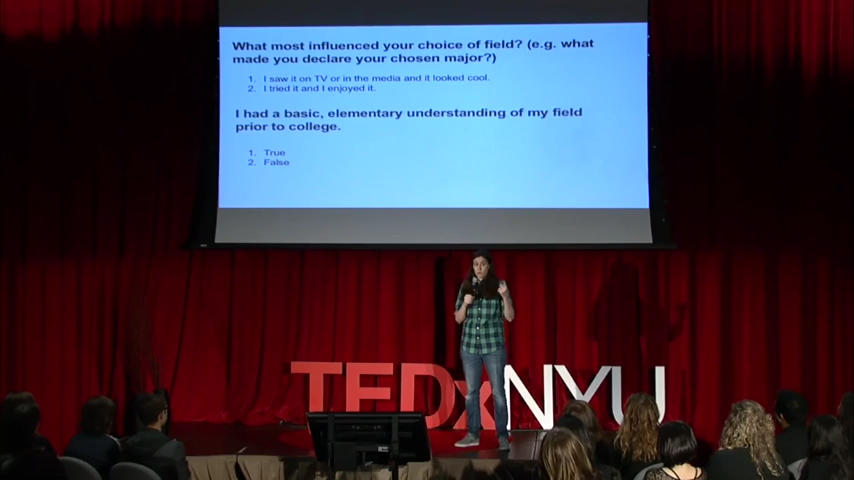 What most influenced your choice of field? (e.g. what
made you declare your chosen major?)
1. I saw it on TV or in the media and it looked cool.
2. I tried it and I enjoyed it.
I had a basic, elementary understanding of my field
prior to college.
1. True
2. False
TEDxNYU